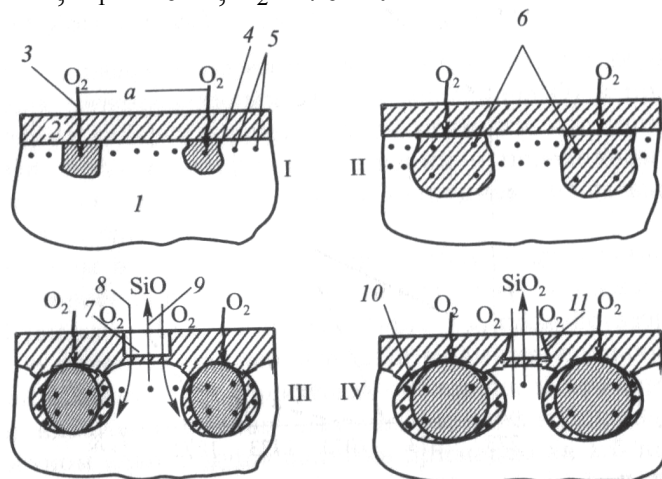 6
3 4 5
O₂ a O₂ O₂ O₂
2
I II
1
8 SiO 9 SiO₂
10 11
O₂ 7 O₂ O₂ O₂ O₂ O₂ O₂ O₂
III IV